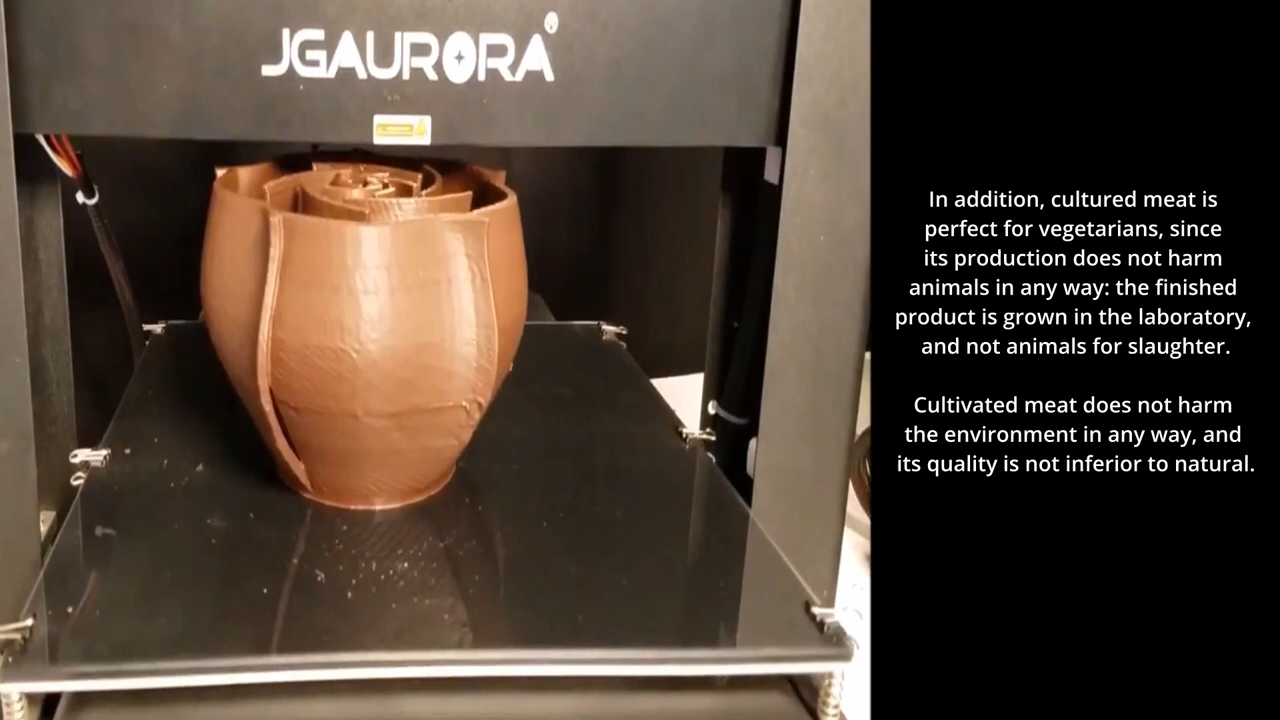 JGAURORA
In addition, cultured meat is
perfect for vegetarians, since
its production does not harm
animals in any way: the finished
product is grown in the laboratory,
and not animals for slaughter.
Cultivated meat does not harm
the environment in any way, and
its quality is not inferior to natural.